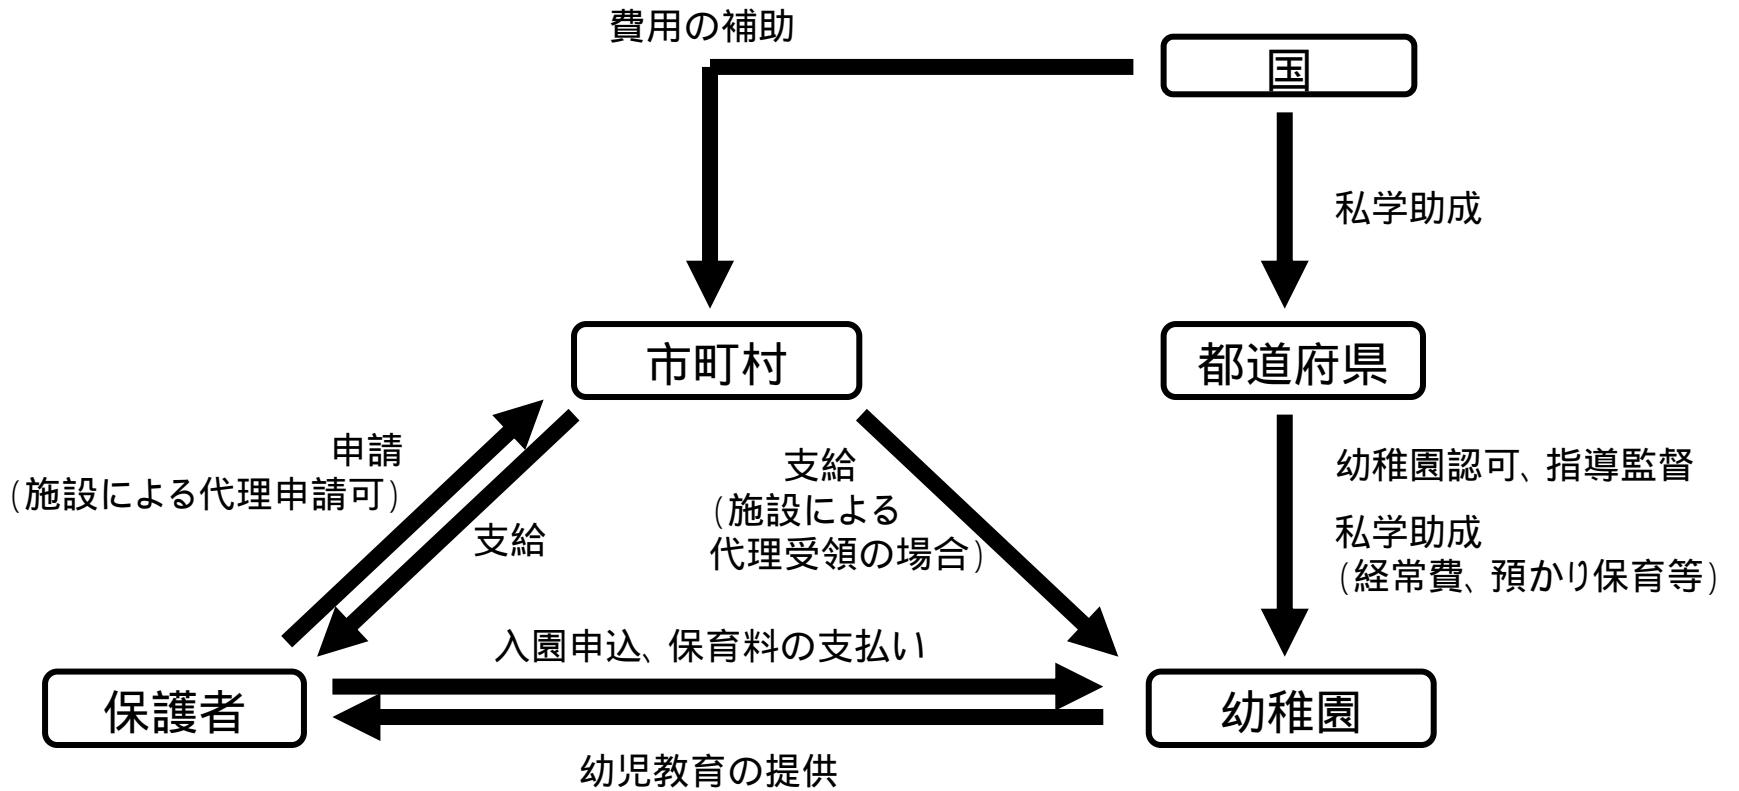 費用の補助
国
私学助成
市町村
都道府県
申請
(施設による代理申請可)
支給
支給
(施設による
代理受領の場合)
幼稚園認可、指導監督
私学助成
(経常費、預かり保育等)
入園申込、保育料の支払い
保護者
幼稚園
幼児教育の提供